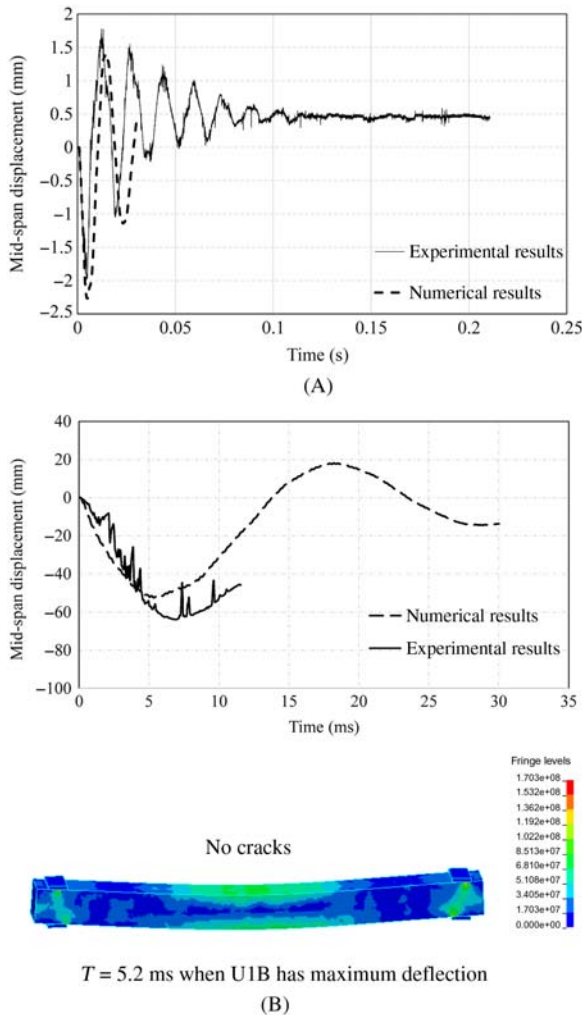 2
1.5
1
0.5
0
−0.5
−1
−1.5
−2
−2.5
Mid-span displacement (mm)
Experimental results
Numerical results
0 0.05 0.1 0.15 0.2 0.25
Time (s)
(A)
40
20
0
−20
−40
−60
−80
−100
Mid-span displacement (mm)
Numerical results
Experimental results
0 5 10 15 20 25 30 35
Time (ms)
Fringe levels
1.703e+08
1.532e+08
1.362e+08
1.192e+08
1.022e+08
8.513e+07
6.810e+07
5.108e+07
3.405e+07
1.703e+07
0.000e+00
No cracks
T = 5.2 ms when U1B has maximum deflection
(B)